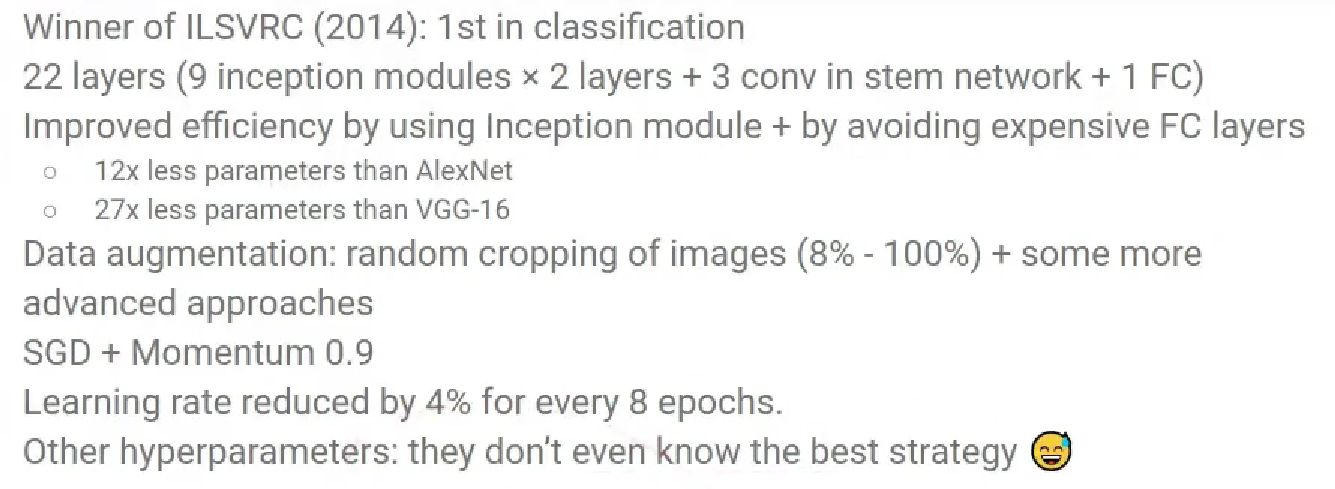 Winner of ILSVRC (2014): 1st in classification
22 layers (9 inception modules × 2 layers + 3 conv in stem network + 1 FC)
Improved efficiency by using Inception module + by avoiding expensive FC layers
○ 12x less parameters than AlexNet
○ 27x less parameters than VGG-16
Data augmentation: random cropping of images (8% - 100%) + some more
advanced approaches
SGD + Momentum 0.9
Learning rate reduced by 4% for every 8 epochs.
Other hyperparameters: they don't even know the best strategy 😅